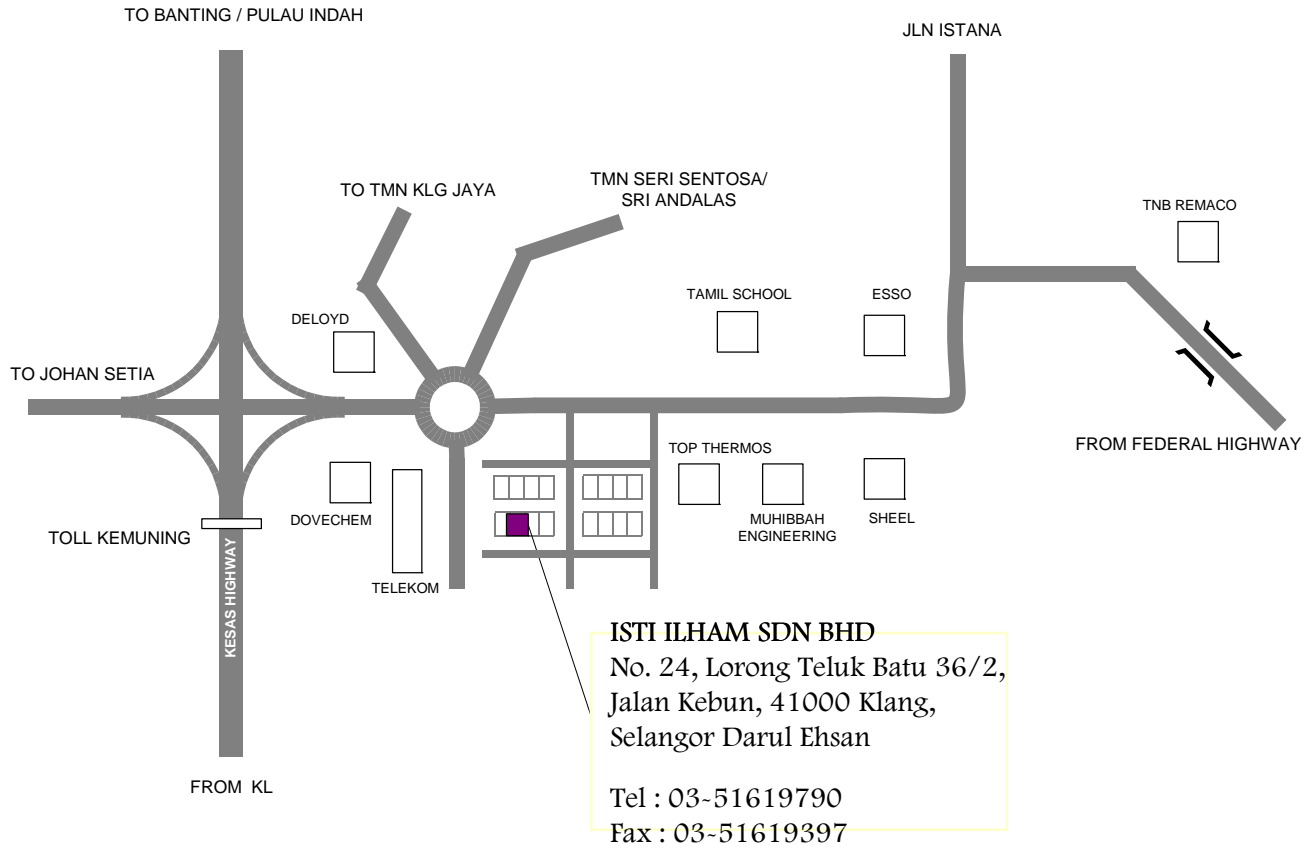 TO BANTING / PULAU INDAH
JLN ISTANA
TO TMN KLG JAYA
TMN SERI SENTOSA/
SRI ANDALAS
TNB REMACO
TAMIL SCHOOL
ESSO
DELOYD
TO JOHAN SETIA
FROM FEDERAL HIGHWAY
TOP THERMOS
DOVECHEM
MUHIBBAH
ENGINEERING
SHEEL
TOLL KEMUNING
TELEKOM
KESAS HIGHWAY
FROM KL
ISTI ILHAM SDN BHD
No. 24, Lorong Teluk Batu 36/2,
Jalan Kebun, 41000 Klang,
Selangor Darul Ehsan
Tel : 03-51619790
Fax : 03-51619397